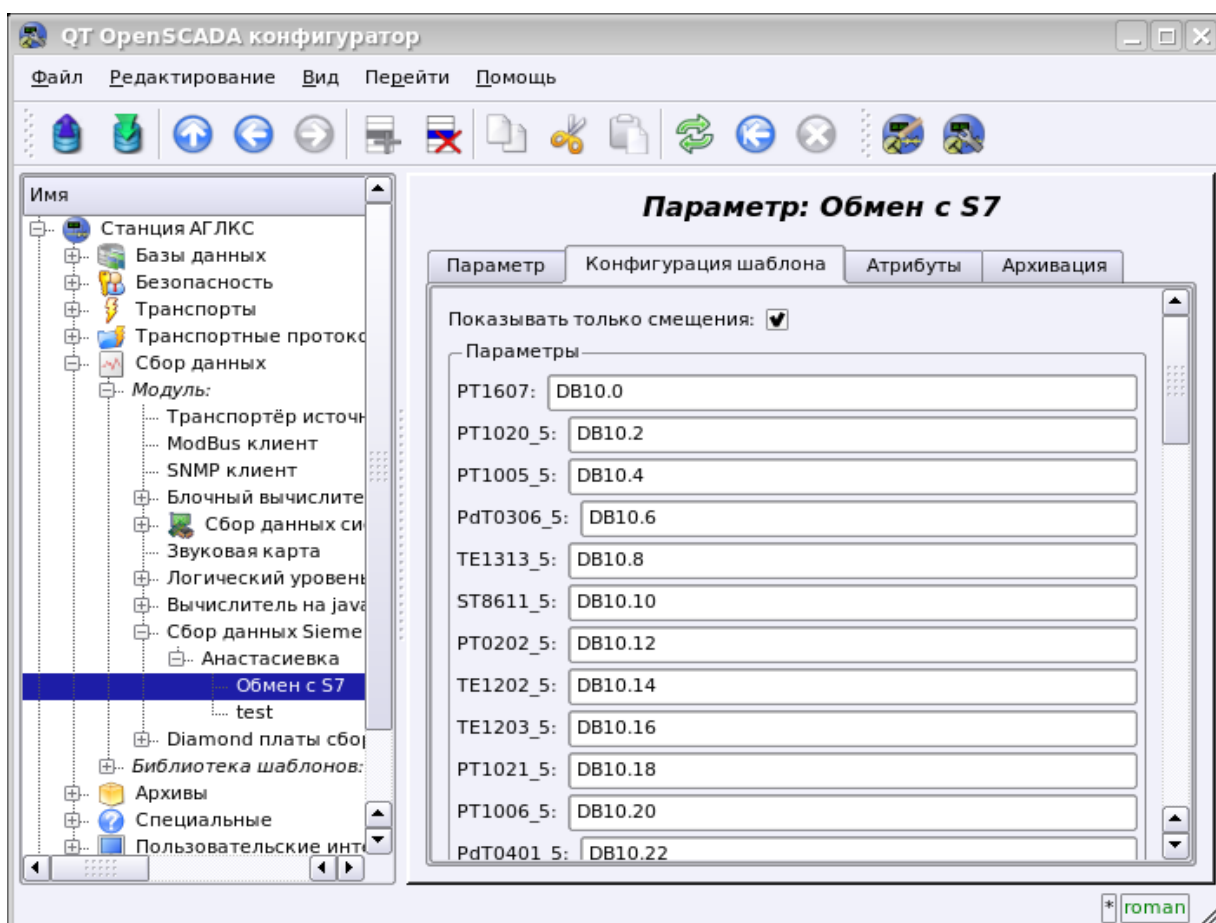 QT OpenSCADA конфигуратор
Файл Редактирование Вид Перейти Помощь
Имя
Станция АГЛКС
Базы данных
Безопасность
Транспорты
Транспортные протоко
Сбор данных
Модуль:
Транспортёр источн
ModBus клиент
SNMP клиент
Блочный вычислите
Сбор данных си
Звуковая карта
Логический уровень
Вычислитель на java
Сбор данных Sieme
Анастасиевка
Обмен с S7
test
Diamond платы сбор
Библиотека шаблонов:
Архивы
Специальные
Пользовательские инте
Параметр: Обмен с S7
Параметр Конфигурация шаблона Атрибуты Архивация
Показывать только смещения:
Параметры
PT1607: DB10.0
PT1020_5: DB10.2
PT1005_5: DB10.4
PdT0306_5: DB10.6
TE1313_5: DB10.8
ST8611_5: DB10.10
PT0202_5: DB10.12
TE1202_5: DB10.14
TE1203_5: DB10.16
PT1021_5: DB10.18
PT1006_5: DB10.20
PdT0401_5: DB10.22
* roman